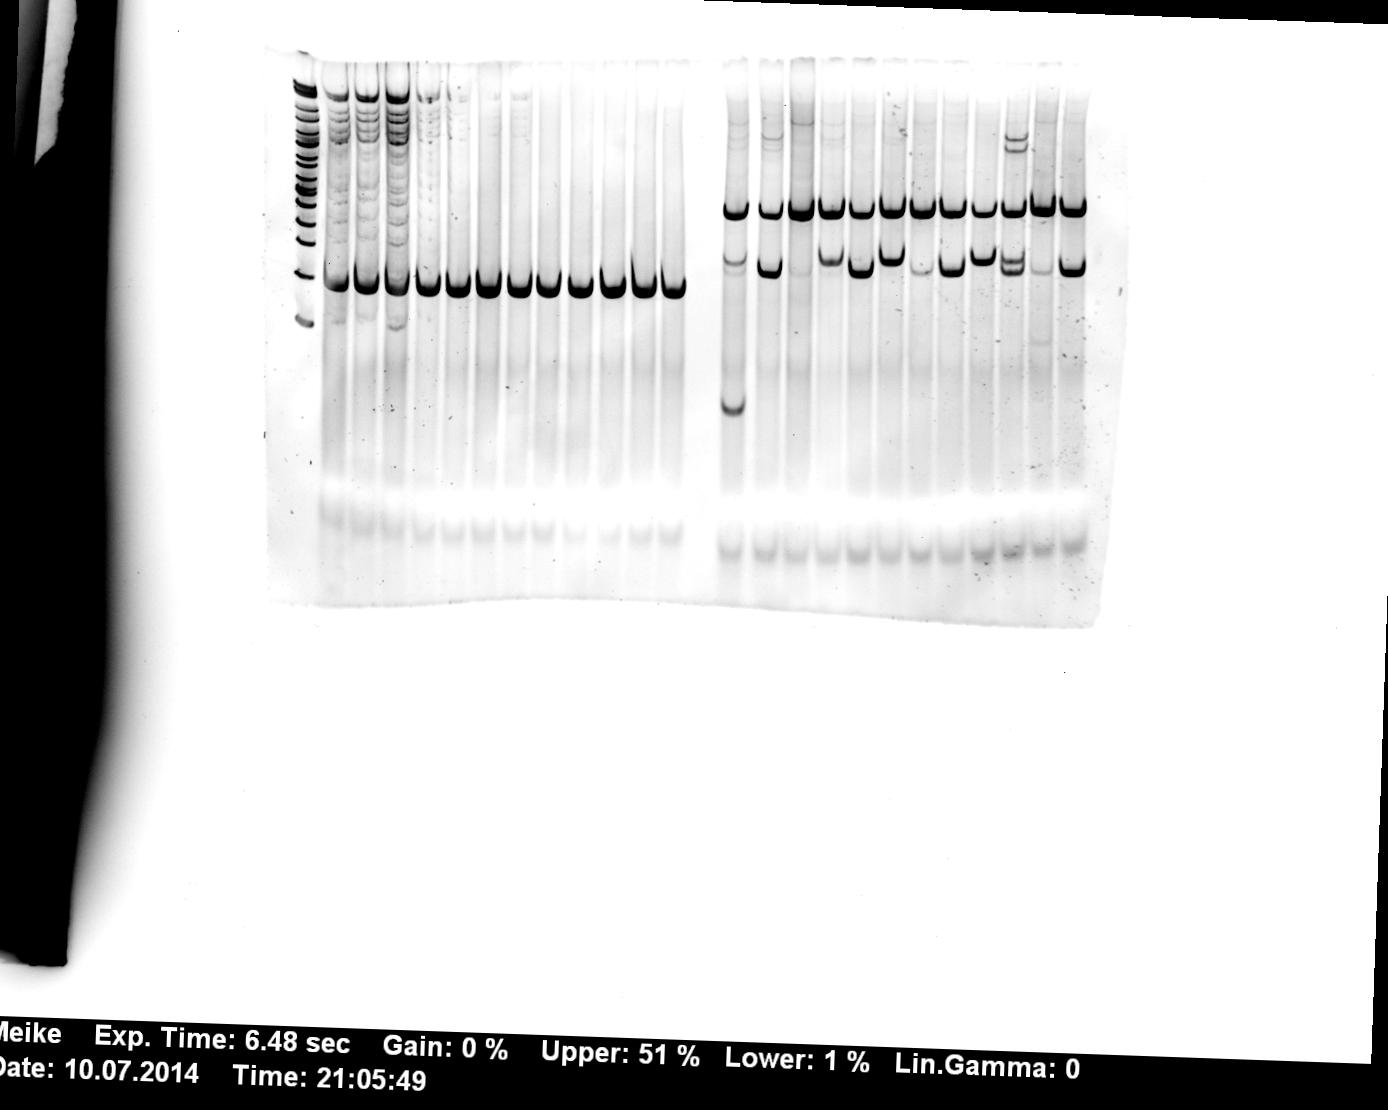 Meike Exp. Time: 6.48 sec Gain: 0 % Upper: 51 % Lower: 1 % Lin.Gamma: 0
Date: 10.07.2014 Time: 21:05:49